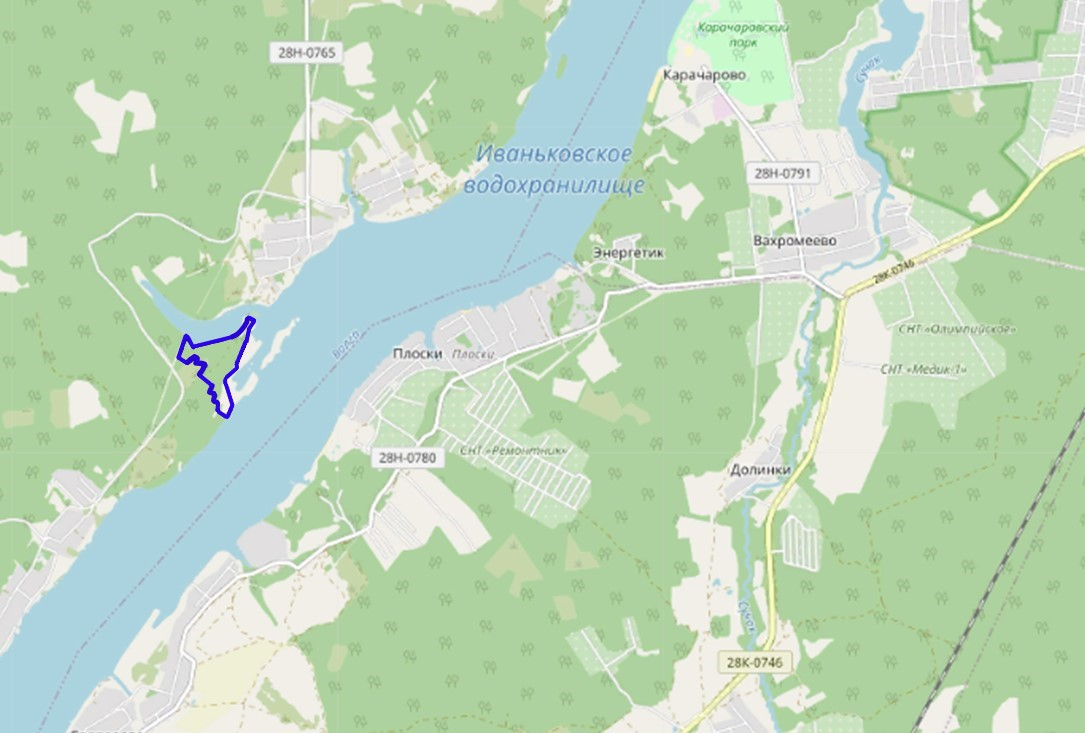 Карачаровский
парк
28Н-0765
Сучок
Карачарово
Иваньковское
водохранилище
28Н-0791
Вахромеево
Энергетик
28К-0746
СНТ «Олимпийское»
Волга
Плоски
Плоски
СНТ «Медик-1»
СНТ «Ремонтник»
28Н-0780
Долинки
Сучок
28К-0746